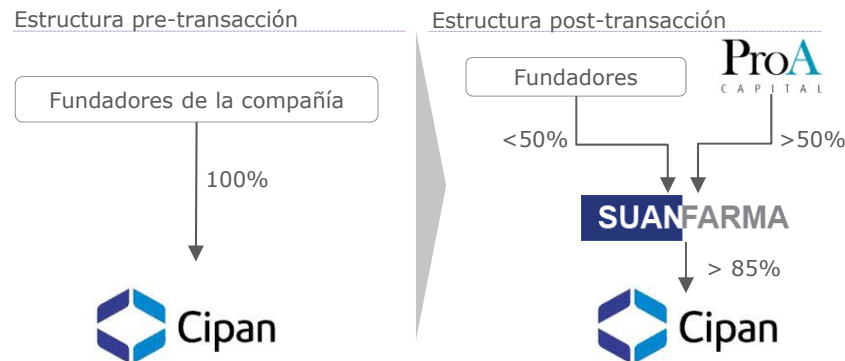 Estructura pre-transacción
Fundadores de la compañía
100%
Cipan
Estructura post-transacción
Fundadores
ProA
CAPITAL
<50%
>50%
SUANFARMA
> 85%
Cipan